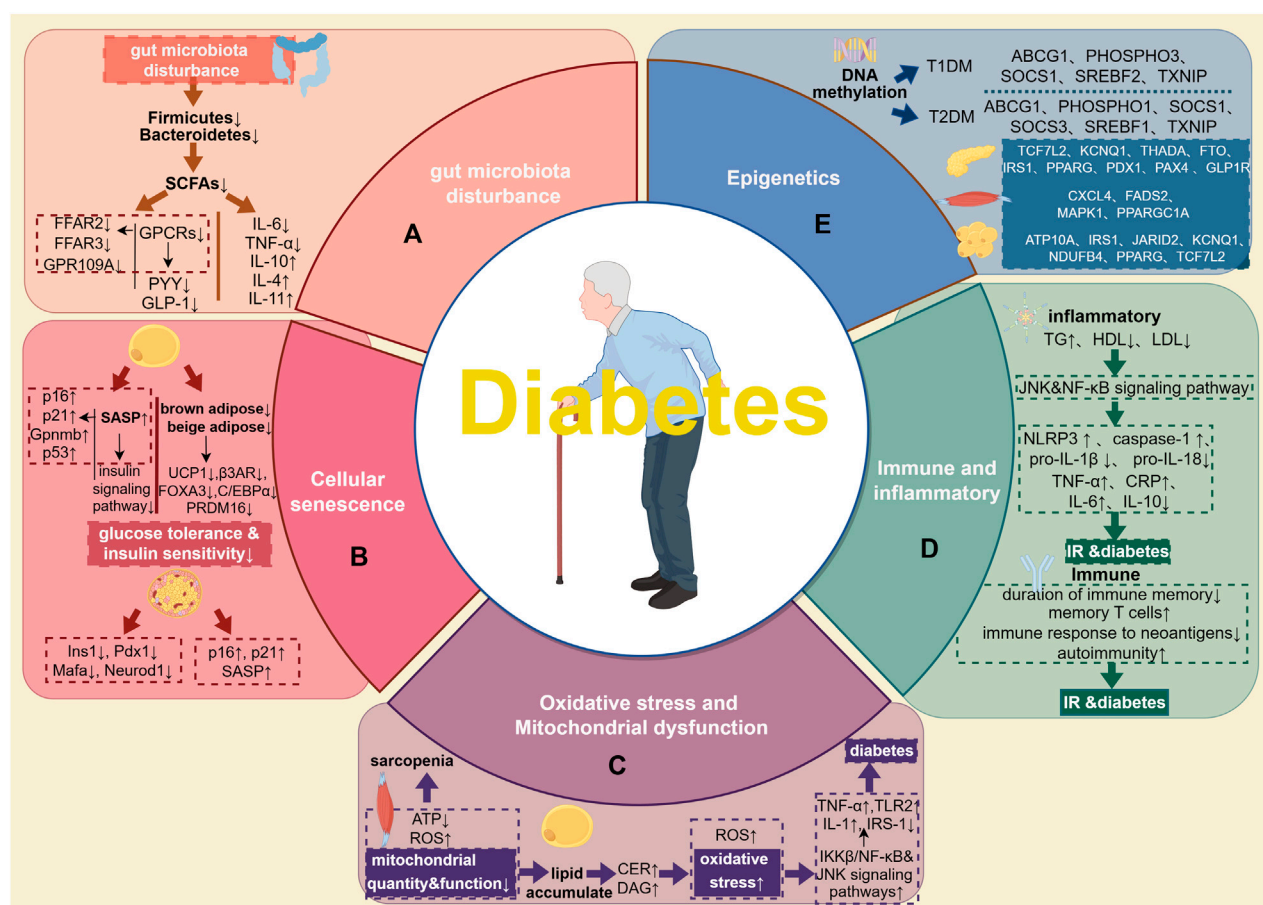 gut microbiota
disturbance
Firmicutes↓
Bacteroidetes↓
SCFAs↓
FFAR2↓
FFAR3↓
GPR109A↓
GPCRs↓
PYY↓
GLP-1↓
IL-6↓
TNF-α↓
IL-10↑
IL-4↑
IL-11↑
gut microbiota
disturbance
A
p16↑
p21↑
Gpnmb↑
p53↑
SASP↑
insulin
signaling
pathway↓
brown adipose↓
beige adipose↓
UCP1↓,β3AR↓,
FOXA3↓,C/EBPα↓
PRDM16↓
glucose tolerance &
insulin sensitivity↓
Ins1↓, Pdx1↓
Mafa↓, Neurod1↓
p16↑, p21↑
SASP↑
Cellular
senescence
B
Diabetes
Oxidative stress and
Mitochondrial dysfunction
C
sarcopenia
ATP↓
ROS↑
mitochondrial
quantity&function↓
lipid
accumulate
CER↑
DAG↑
ROS↑
oxidative
stress↑
diabetes
TNF-α↑,TLR2↑
IL-1↑, IRS-1↓
IKKβ/NF-κB&
JNK signaling
pathways↑
Immune and
inflammatory
D
inflammatory
TG↑、HDL↓、LDL↓
JNK&NF-κB signaling pathway
NLRP3 ↑ 、caspase-1 ↑、
pro-IL-1β ↓、 pro-IL-18↓
TNF-α↑、CRP↑、
IL-6↑、IL-10↓
IR &diabetes
Immune
duration of immune memory↓
memory T cells↑
immune response to neoantigens↓
autoimmunity↑
IR &diabetes
Epigenetics
E
DNA
methylation
T1DM
ABCG1、PHOSPHO3、
SOCS1、SREBF2、TXNIP
T2DM
ABCG1、PHOSPHO1、SOCS1、
SOCS3、SREBF1、TXNIP
TCF7L2、KCNQ1、THADA、FTO、
IRS1、PPARG、PDX1、PAX4 、GLP1R
CXCL4、FADS2、
MAPK1、PPARGC1A
ATP10A、IRS1、JARID2、KCNQ1、
NDUFB4、PPARG、TCF7L2